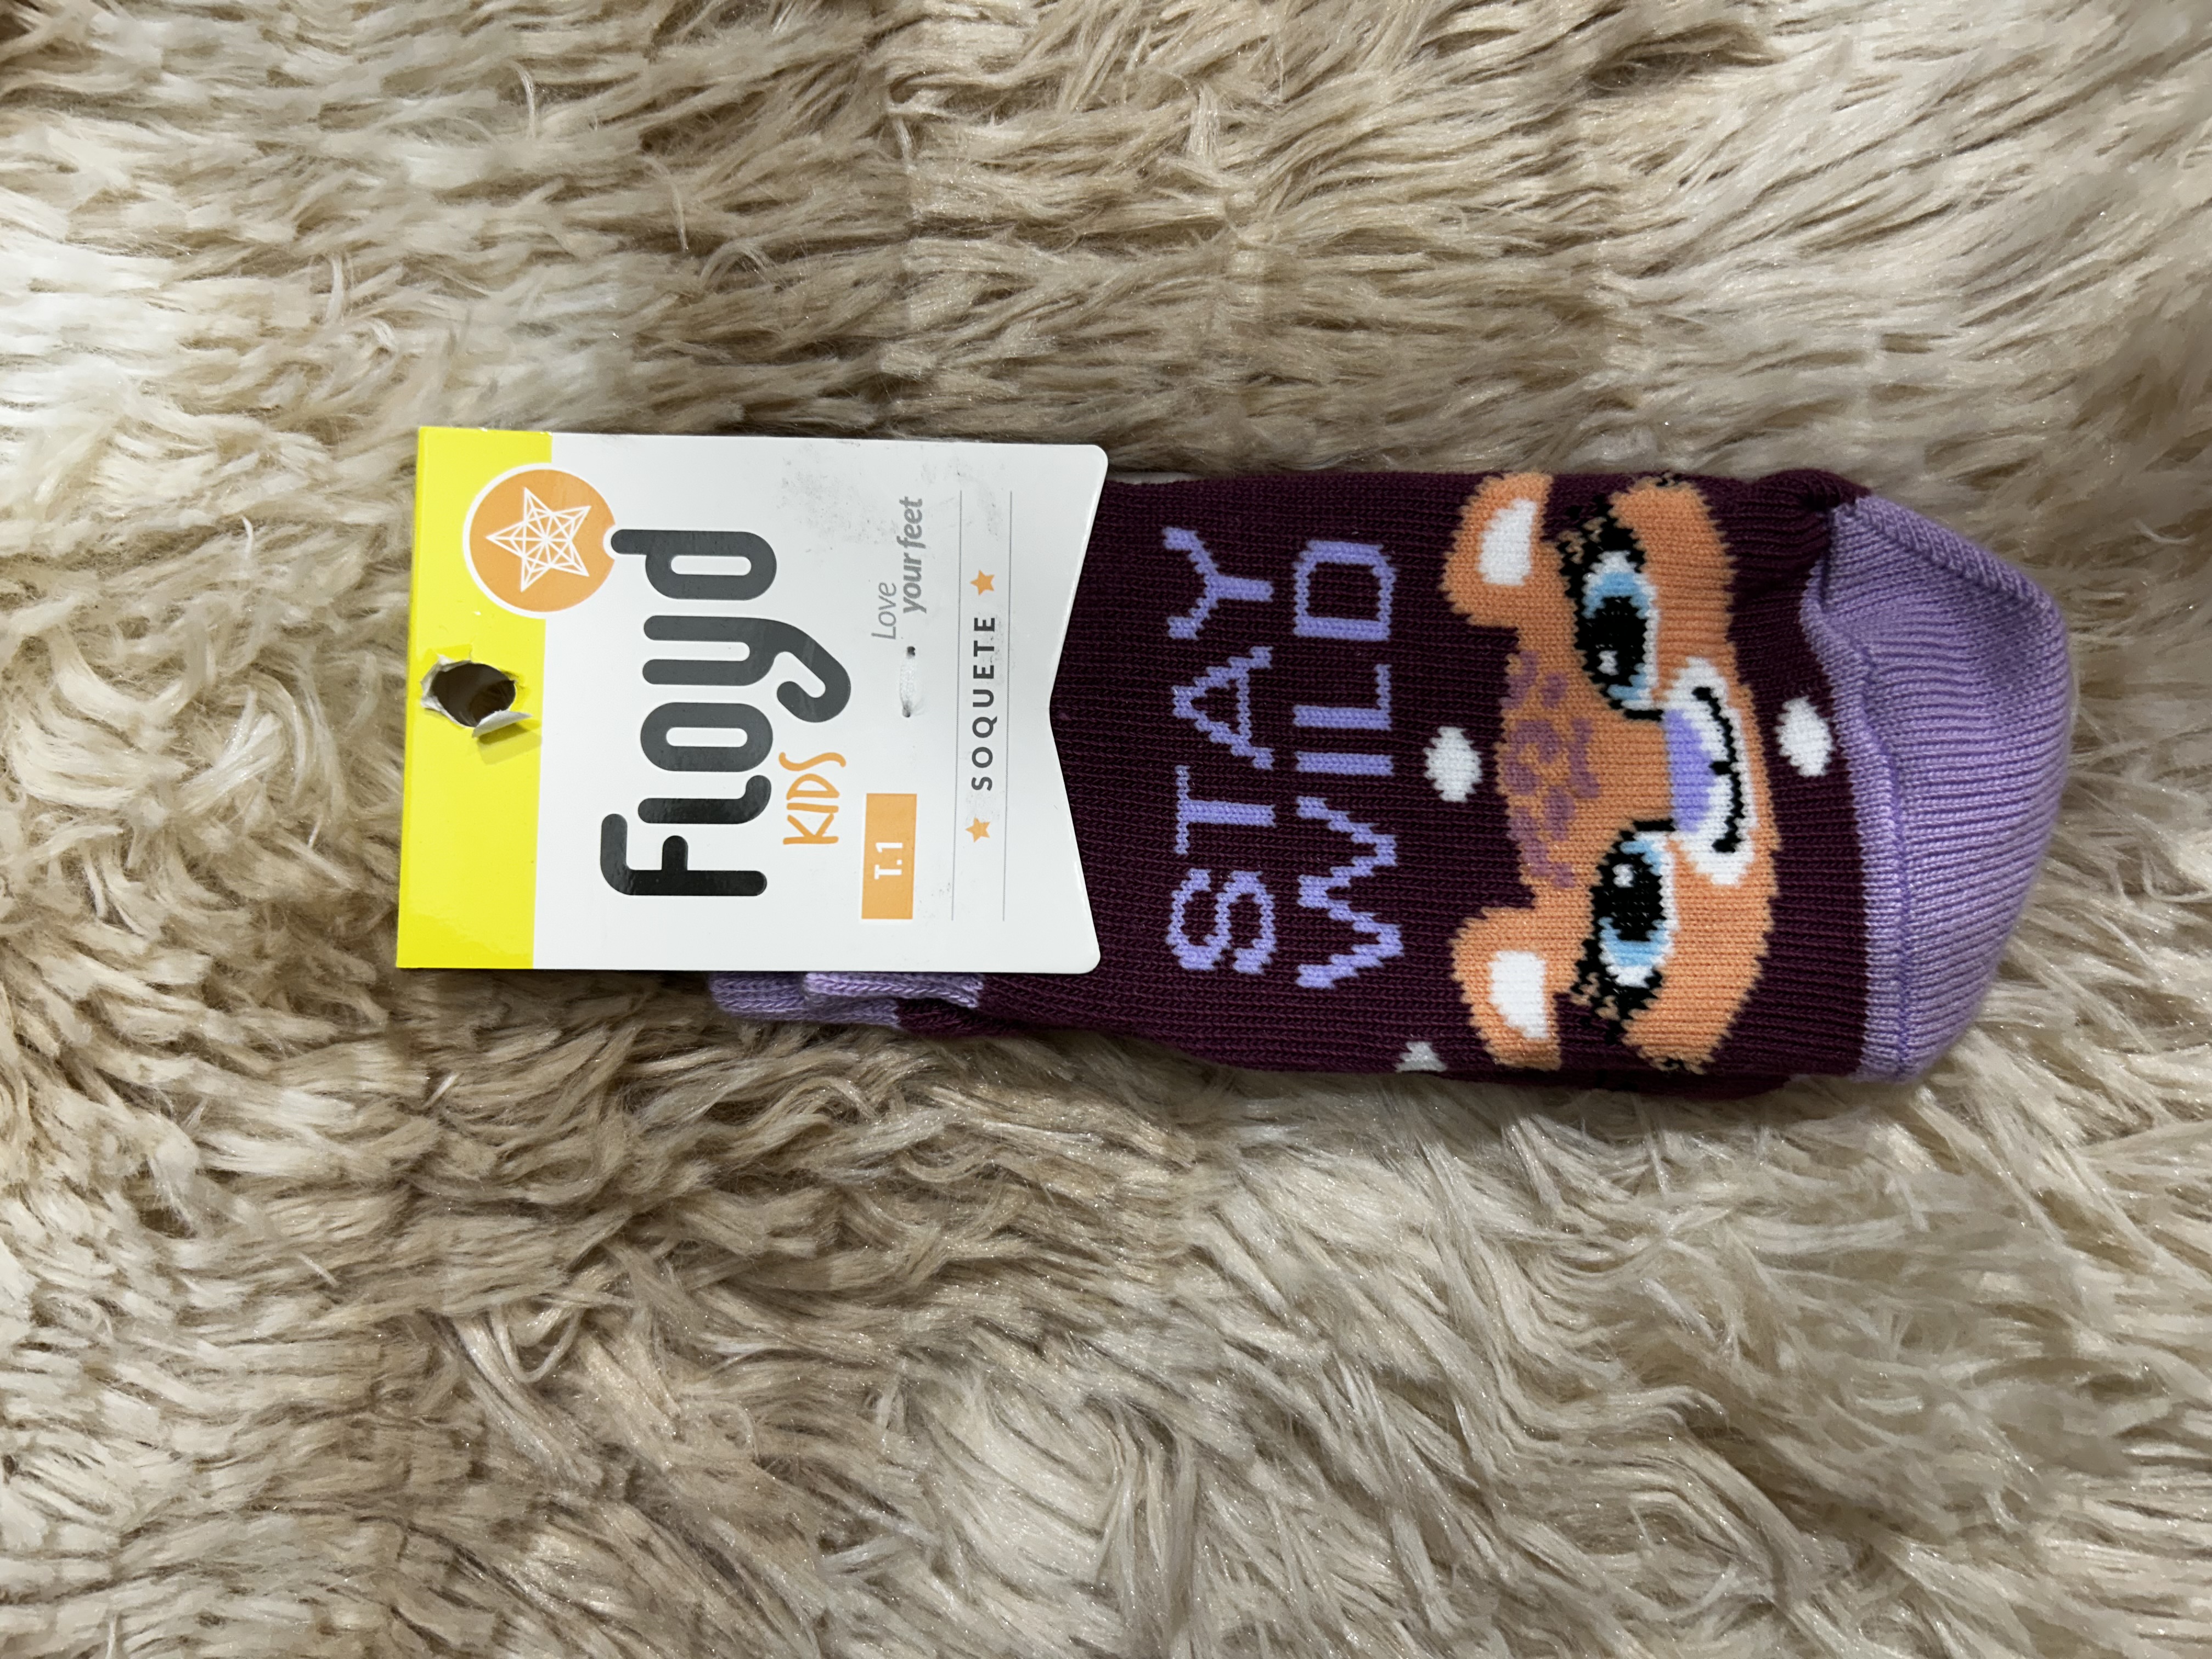 Floyd
KIDS
T.1
Love
your feet
SOQUETE
STAY
WILD